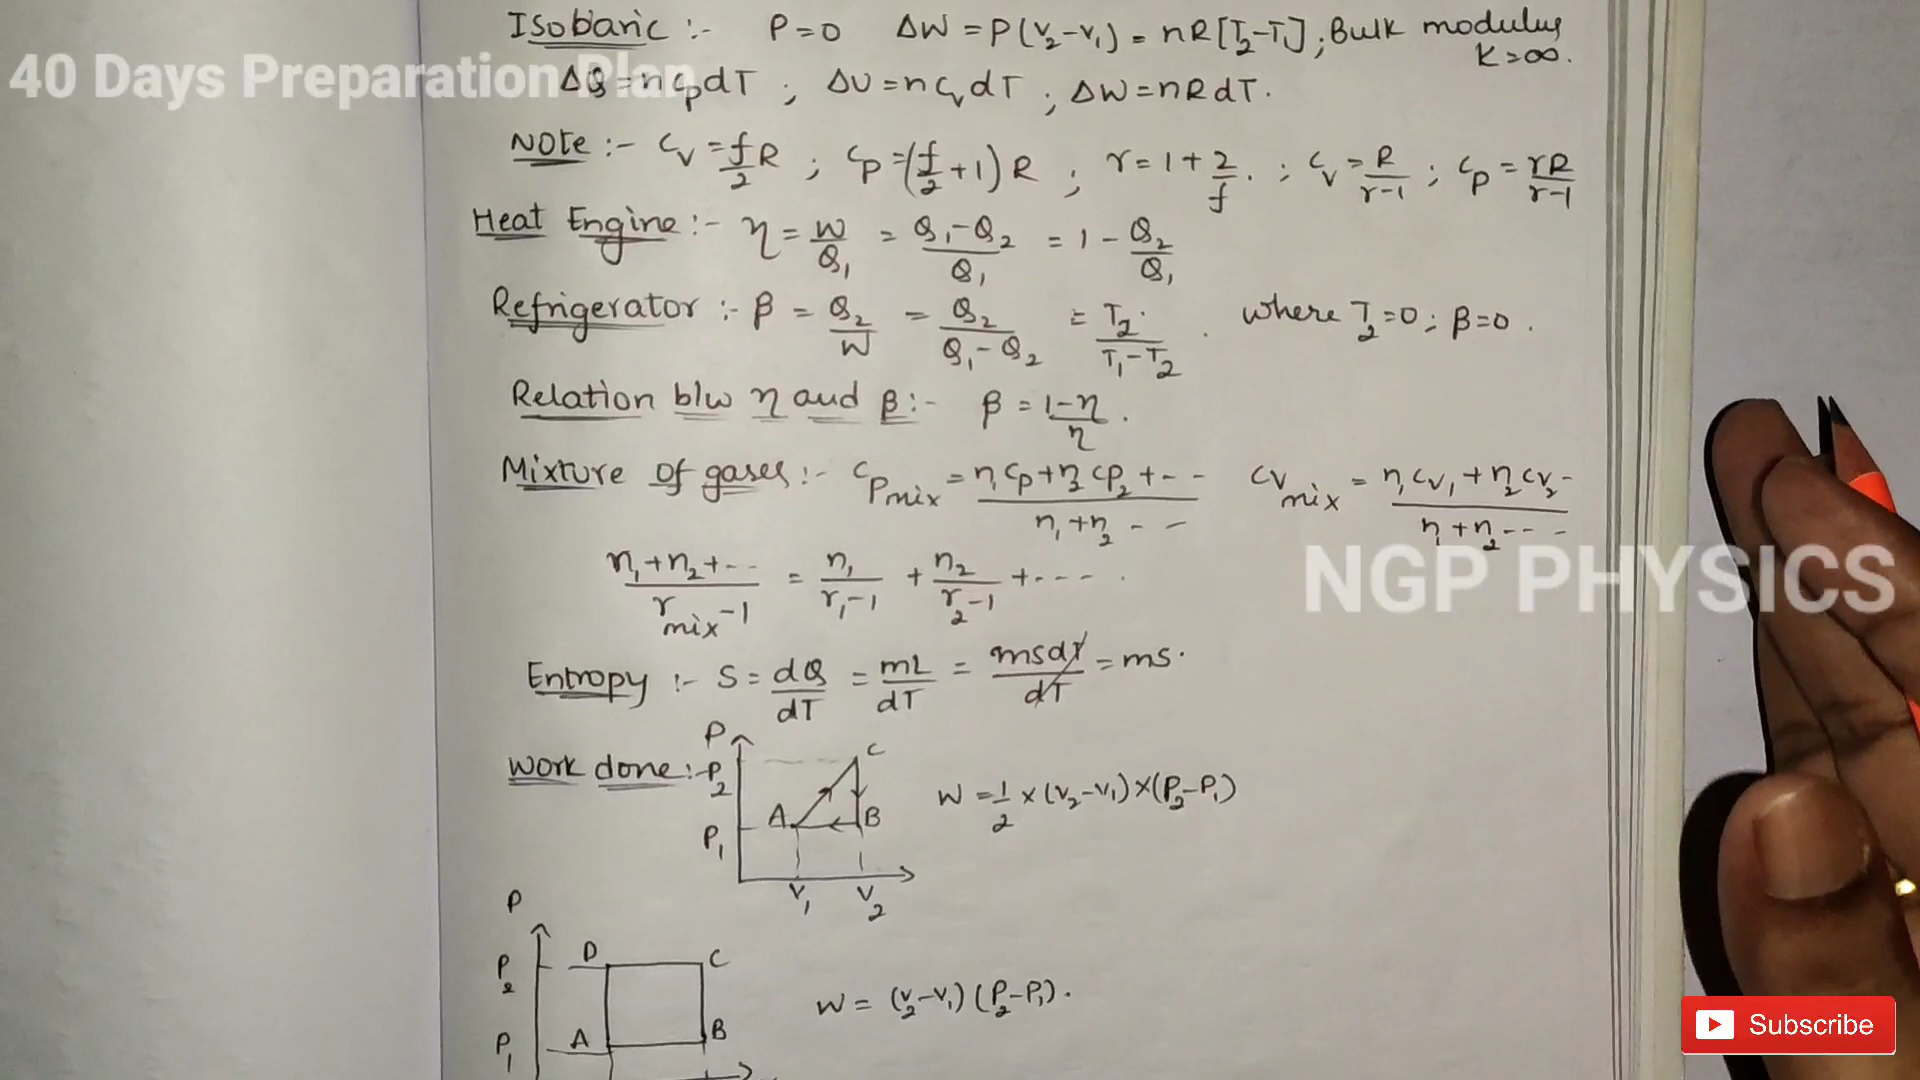 Isobaric :- P=0 ΔW = P(V₂-V₁) = nR[T₂-T₁] ; Bulk modulus
K=∞.
40 Days Preparation Plan
ΔQ = nCpdT ; ΔU = nCvdT ; ΔW = nRdT.
Note :- Cv = f/2 R ; Cp = (f/2 + 1) R ; r = 1 + 2/f. ; Cv = R/r-1 ; Cp = rR/r-1
Heat Engine :- η = W/Q₁ = Q₁-Q₂/Q₁ = 1 - Q₂/Q₁
Refrigerator :- β = Q₂/W = Q₂/Q₁-Q₂ = T₂/T₁-T₂ . where T₂=0 ; β=0 .
Relation b/w η and β :- β = 1-η/η .
Mixture of gases :- Cpmix = n₁Cp+n₂Cp₂+--/n₁+n₂-- Cvmix = n₁Cv₁+n₂Cv₂-/n₁+n₂---
NGP PHYSICS
n₁+n₂+--/rmix-1 = n₁/r₁-1 + n₂/r₂-1 +---- .
Entropy :- S = dQ/dT = mL/dT = msdT/dT = ms.
P
Work done :- P₂ C
W = 1/2 × (V₂-V₁)×(P₂-P₁)
A B
P₁
V₁ V₂
P
P₂ D C
W = (V₂-V₁) (P₂-P₁).
P₁ A B
Subscribe